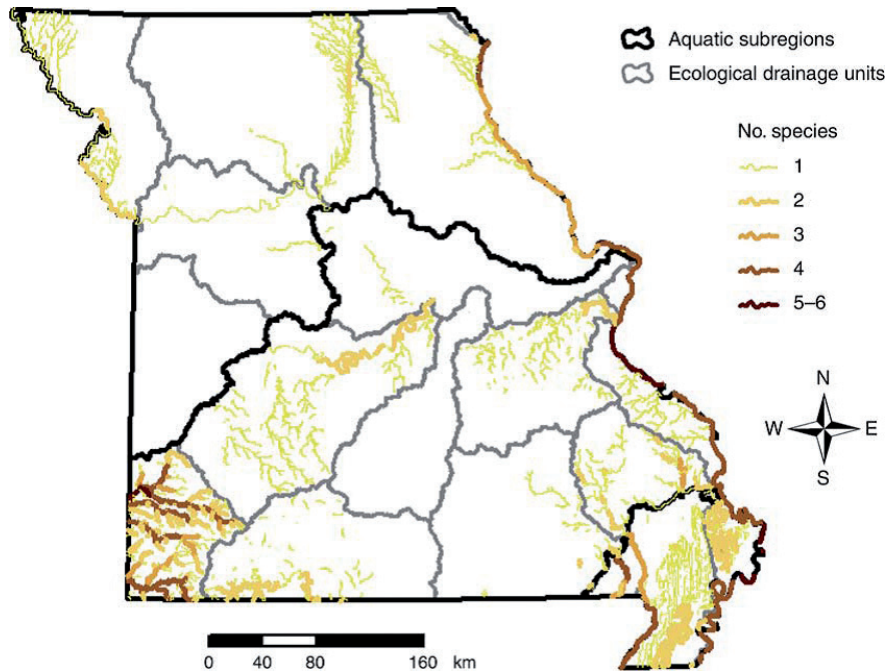 Aquatic subregions
Ecological drainage units
No. species
1
2
3
4
5–6
N
W E
S
0 40 80 160 km